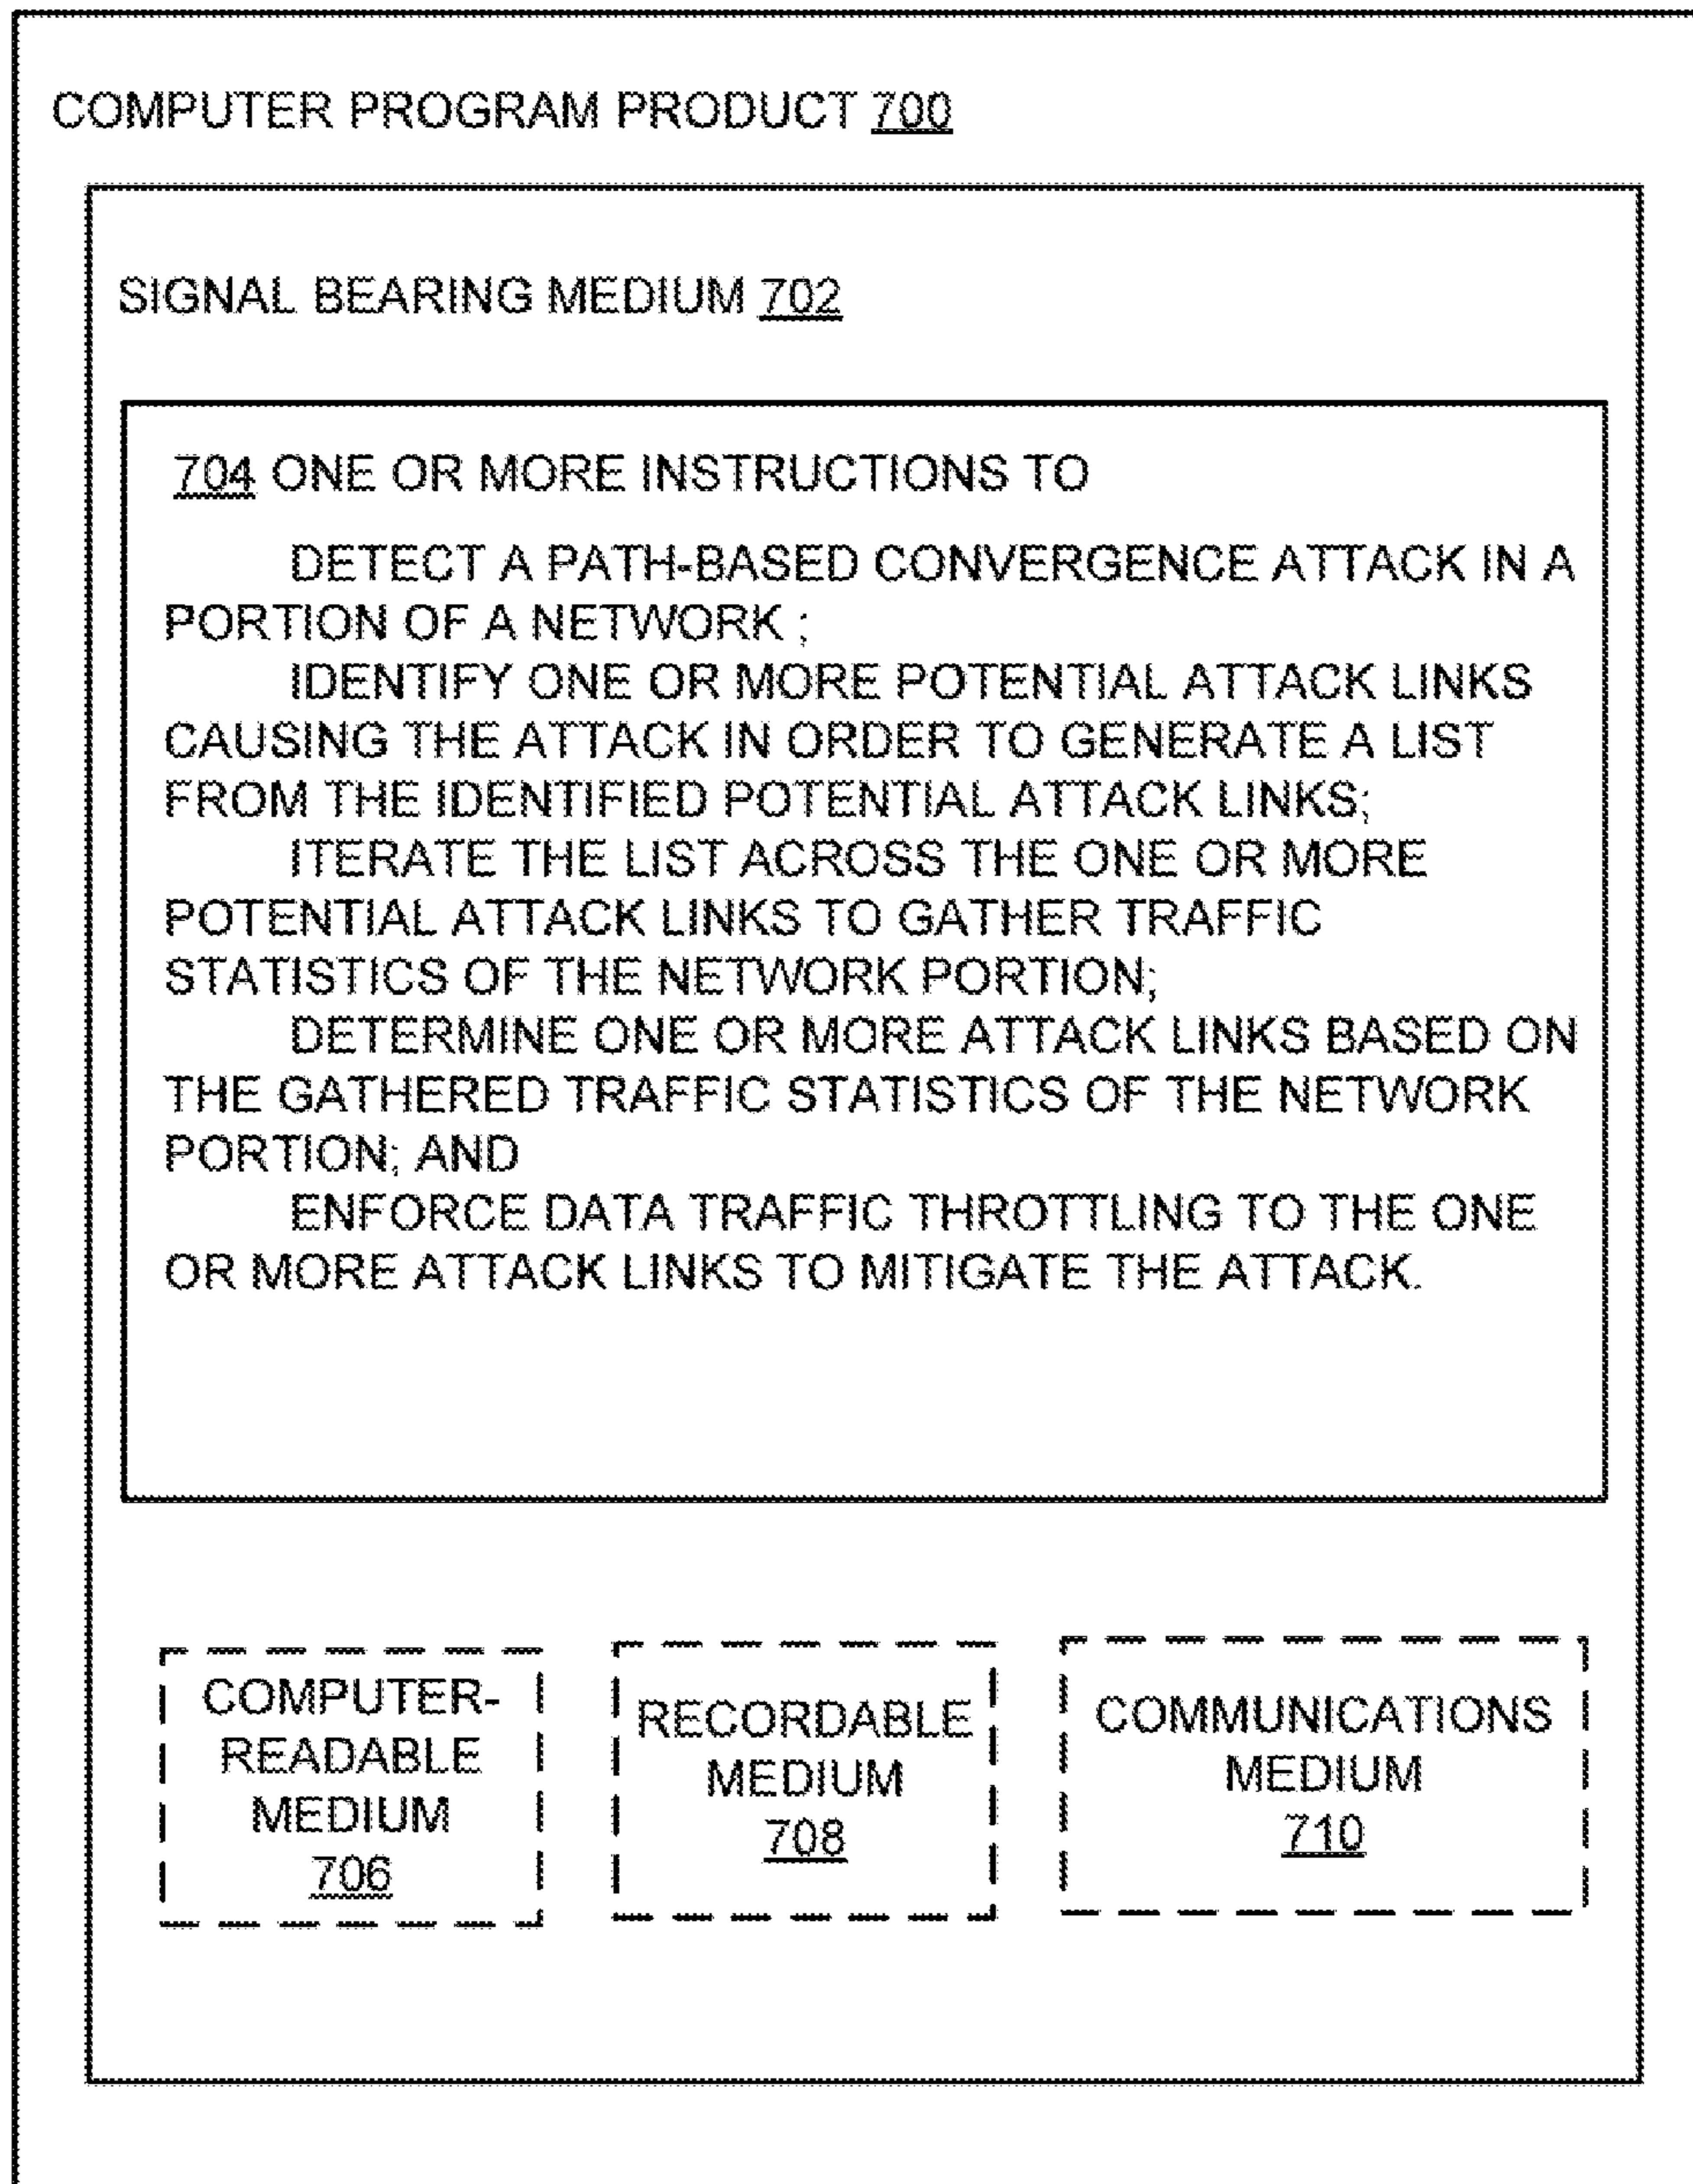 COMPUTER PROGRAM PRODUCT 700
SIGNAL BEARING MEDIUM 702
704 ONE OR MORE INSTRUCTIONS TO
DETECT A PATH-BASED CONVERGENCE ATTACK IN A
PORTION OF A NETWORK ;
IDENTIFY ONE OR MORE POTENTIAL ATTACK LINKS
CAUSING THE ATTACK IN ORDER TO GENERATE A LIST
FROM THE IDENTIFIED POTENTIAL ATTACK LINKS;
ITERATE THE LIST ACROSS THE ONE OR MORE
POTENTIAL ATTACK LINKS TO GATHER TRAFFIC
STATISTICS OF THE NETWORK PORTION;
DETERMINE ONE OR MORE ATTACK LINKS BASED ON
THE GATHERED TRAFFIC STATISTICS OF THE NETWORK
PORTION; AND
ENFORCE DATA TRAFFIC THROTTLING TO THE ONE
OR MORE ATTACK LINKS TO MITIGATE THE ATTACK.
COMPUTER-
READABLE
MEDIUM
706
RECORDABLE
MEDIUM
708
COMMUNICATIONS
MEDIUM
710